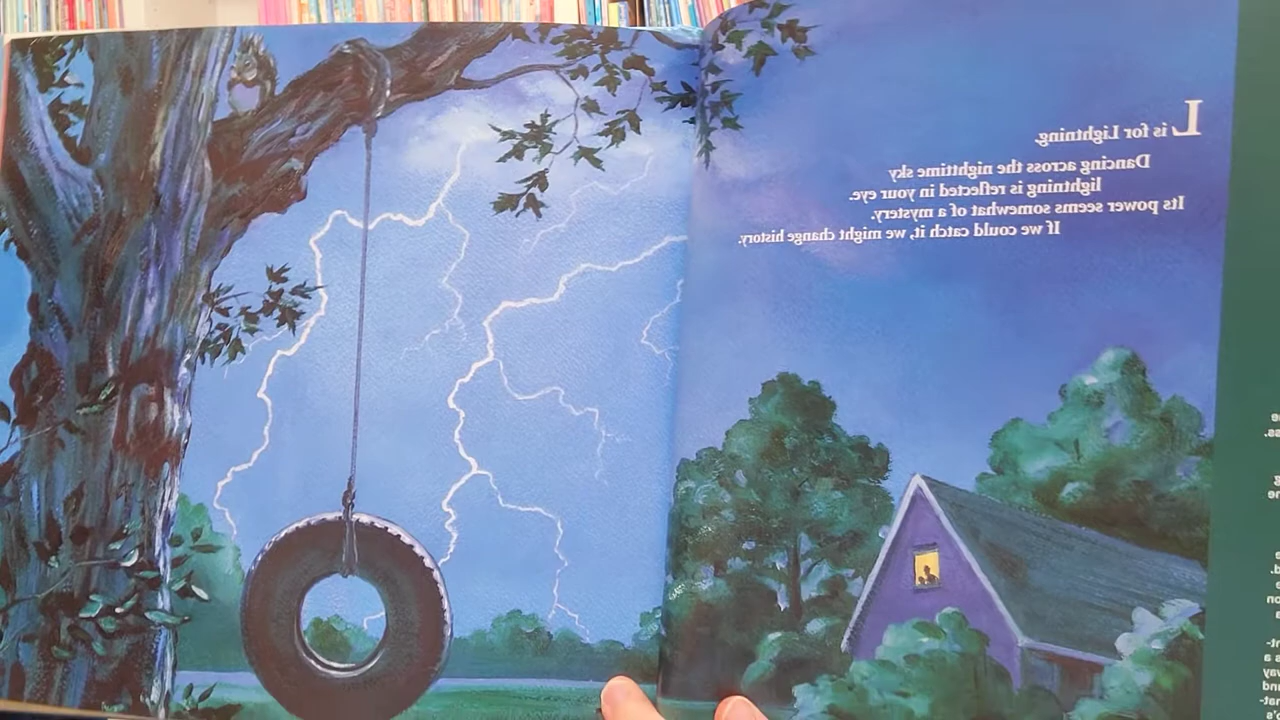 L is for Lightning.
Dancing across the nighttime sky
lightning is reflected in your eye.
Its power seems somewhat of a mystery.
If we could catch it, we might change history.